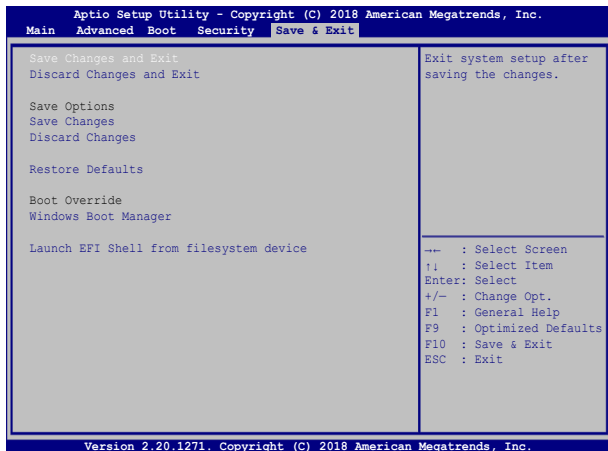 Aptio Setup Utility - Copyright (C) 2018 American Megatrends, Inc.
Main Advanced Boot Security Save & Exit
Save Changes and Exit
Discard Changes and Exit
Save Options
Save Changes
Discard Changes
Restore Defaults
Boot Override
Windows Boot Manager
Launch EFI Shell from filesystem device
Exit system setup after
saving the changes.
→← : Select Screen
↑↓ : Select Item
Enter: Select
+/— : Change Opt.
F1 : General Help
F9 : Optimized Defaults
F10 : Save & Exit
ESC : Exit
Version 2.20.1271. Copyright (C) 2018 American Megatrends, Inc.